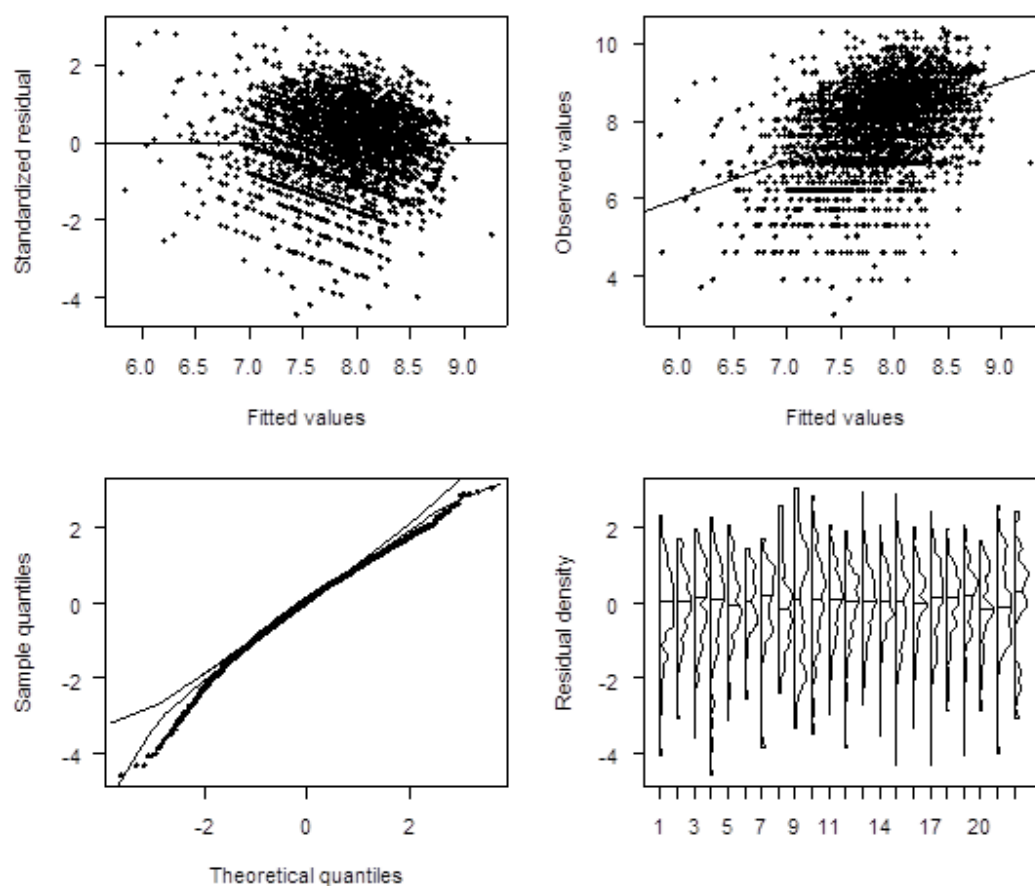 Standardized residual
2
0
-2
-4
6.0 6.5 7.0 7.5 8.0 8.5 9.0
Fitted values
Observed values
10
8
6
4
6.0 6.5 7.0 7.5 8.0 8.5 9.0
Fitted values
Sample quantiles
2
0
-2
-4
-2 0 2
Theoretical quantiles
Residual density
2
0
-2
-4
1 3 5 7 9 11 14 17 20